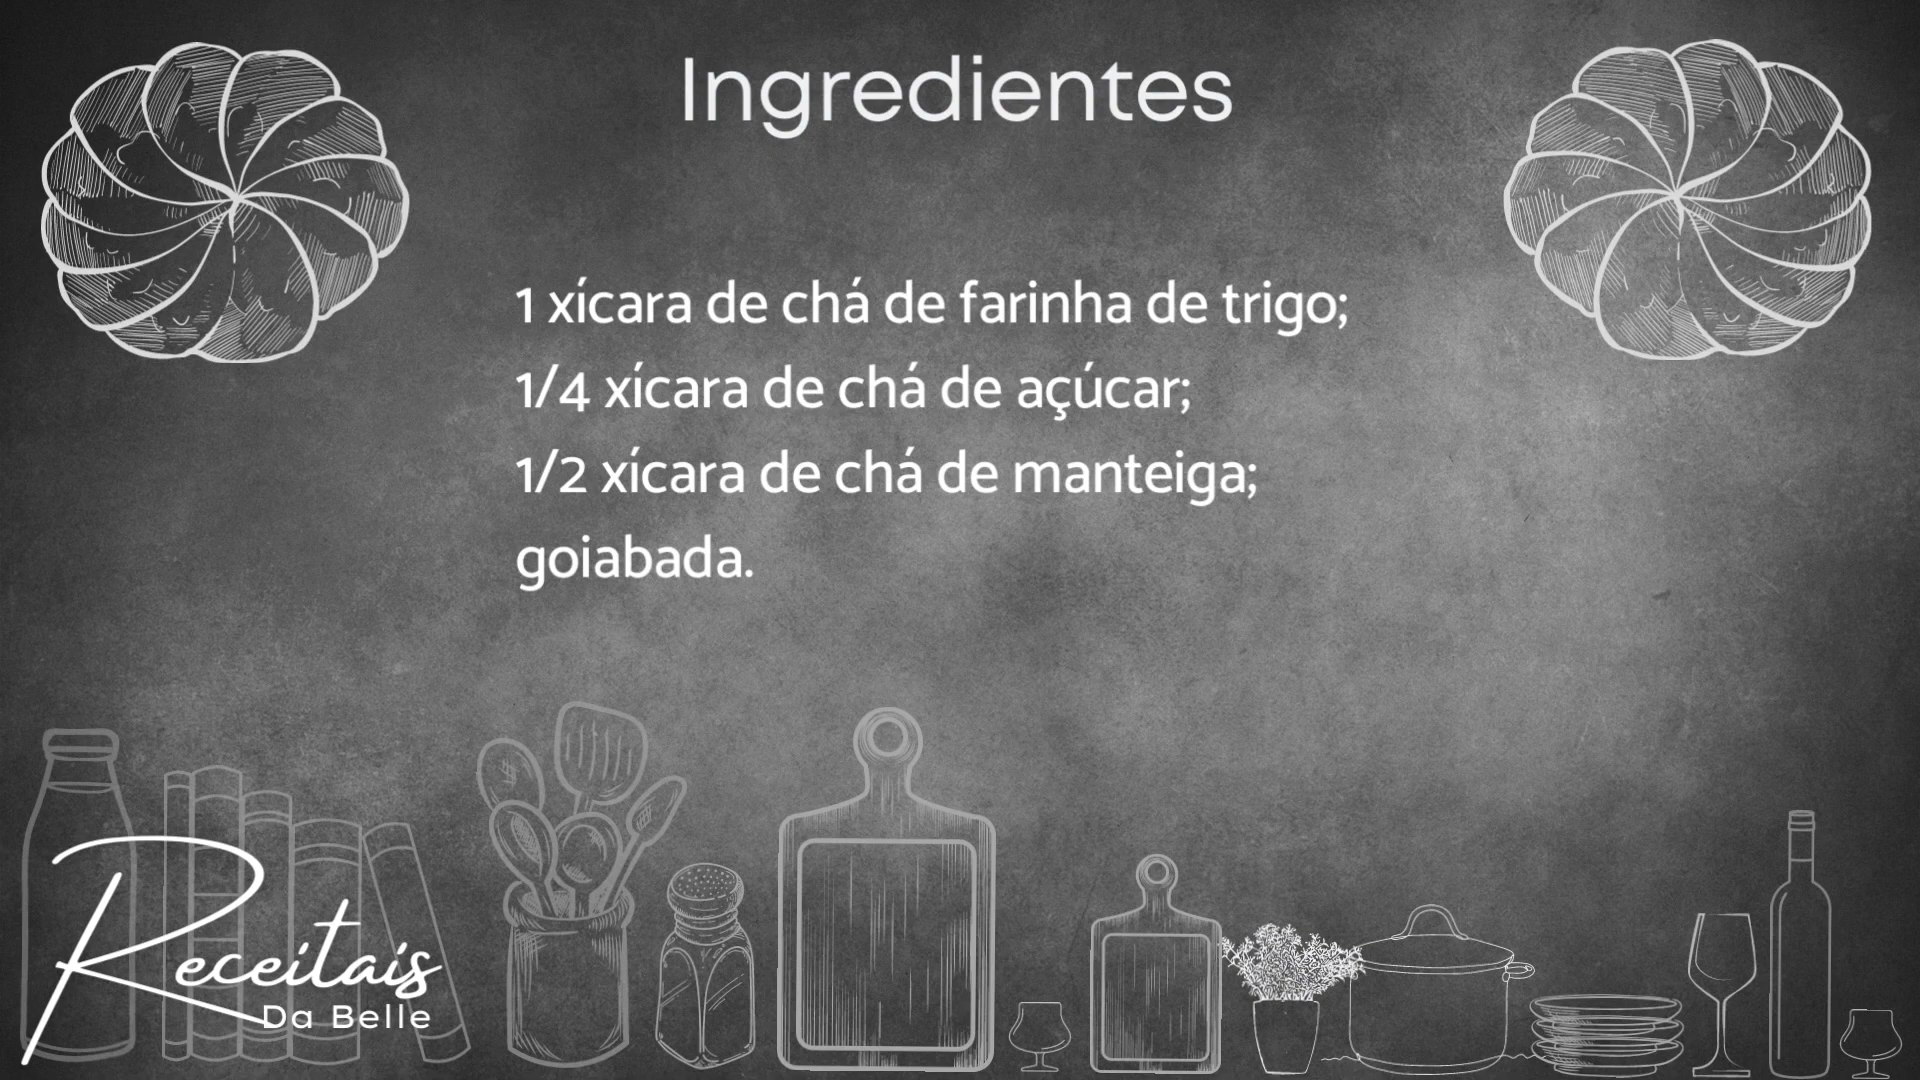 Ingredientes
1 xícara de chá de farinha de trigo;
1/4 xícara de chá de açúcar;
1/2 xícara de chá de manteiga;
goiabada.
Receitais
Da Belle